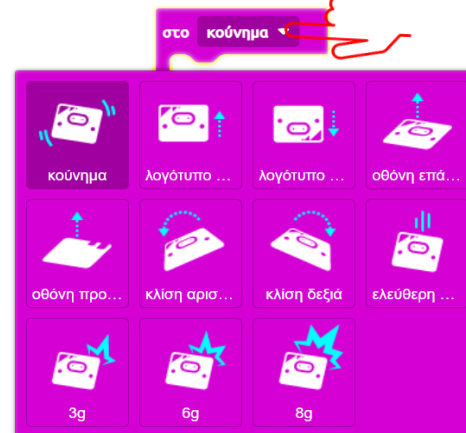 στο κούνημα
κούνημα λογότυπο ... λογότυπο ... οθόνη επά...
οθόνη προ... κλίση αρισ... κλίση δεξιά ελεύθερη ...
3g 6g 8g